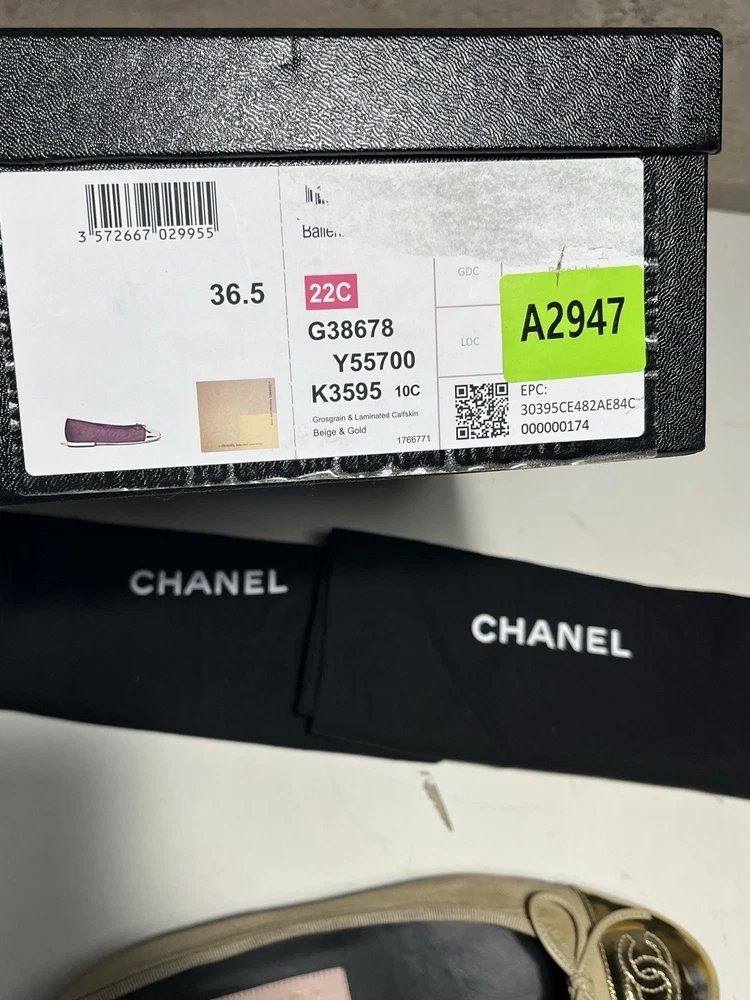 3 572667 029955
36.5
22C
G38678
Y55700
K3595 10C
Grosgrain & Laminated Calfskin
Beige & Gold
1766771
GDC
LDC
A2947
EPC:
30395CE482AE84C
000000174
CHANEL
CHANEL